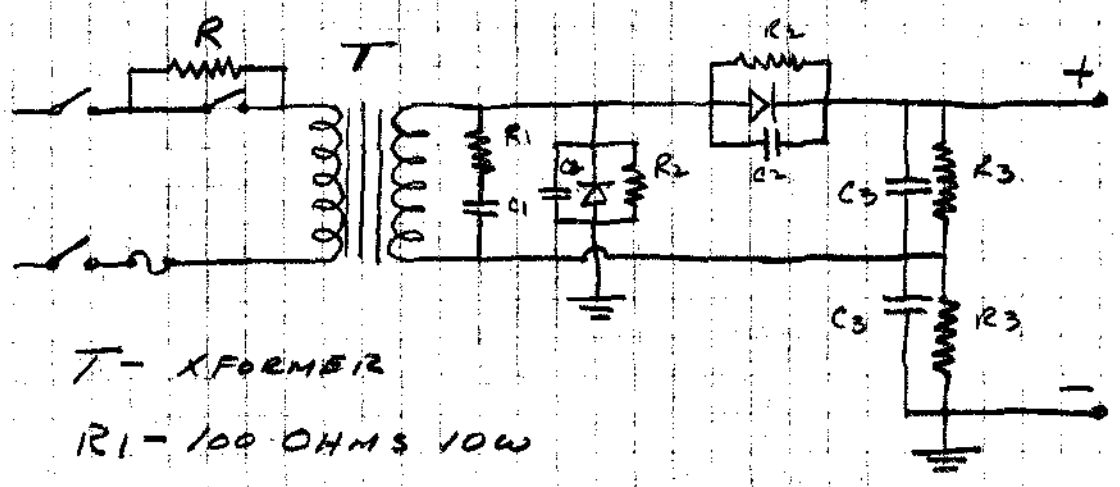 R
T
R2
+
R1
C1
R2
C2
C3
R3
C3
R3
-
T - XFORMER
R1 - 100 OHMS 10W